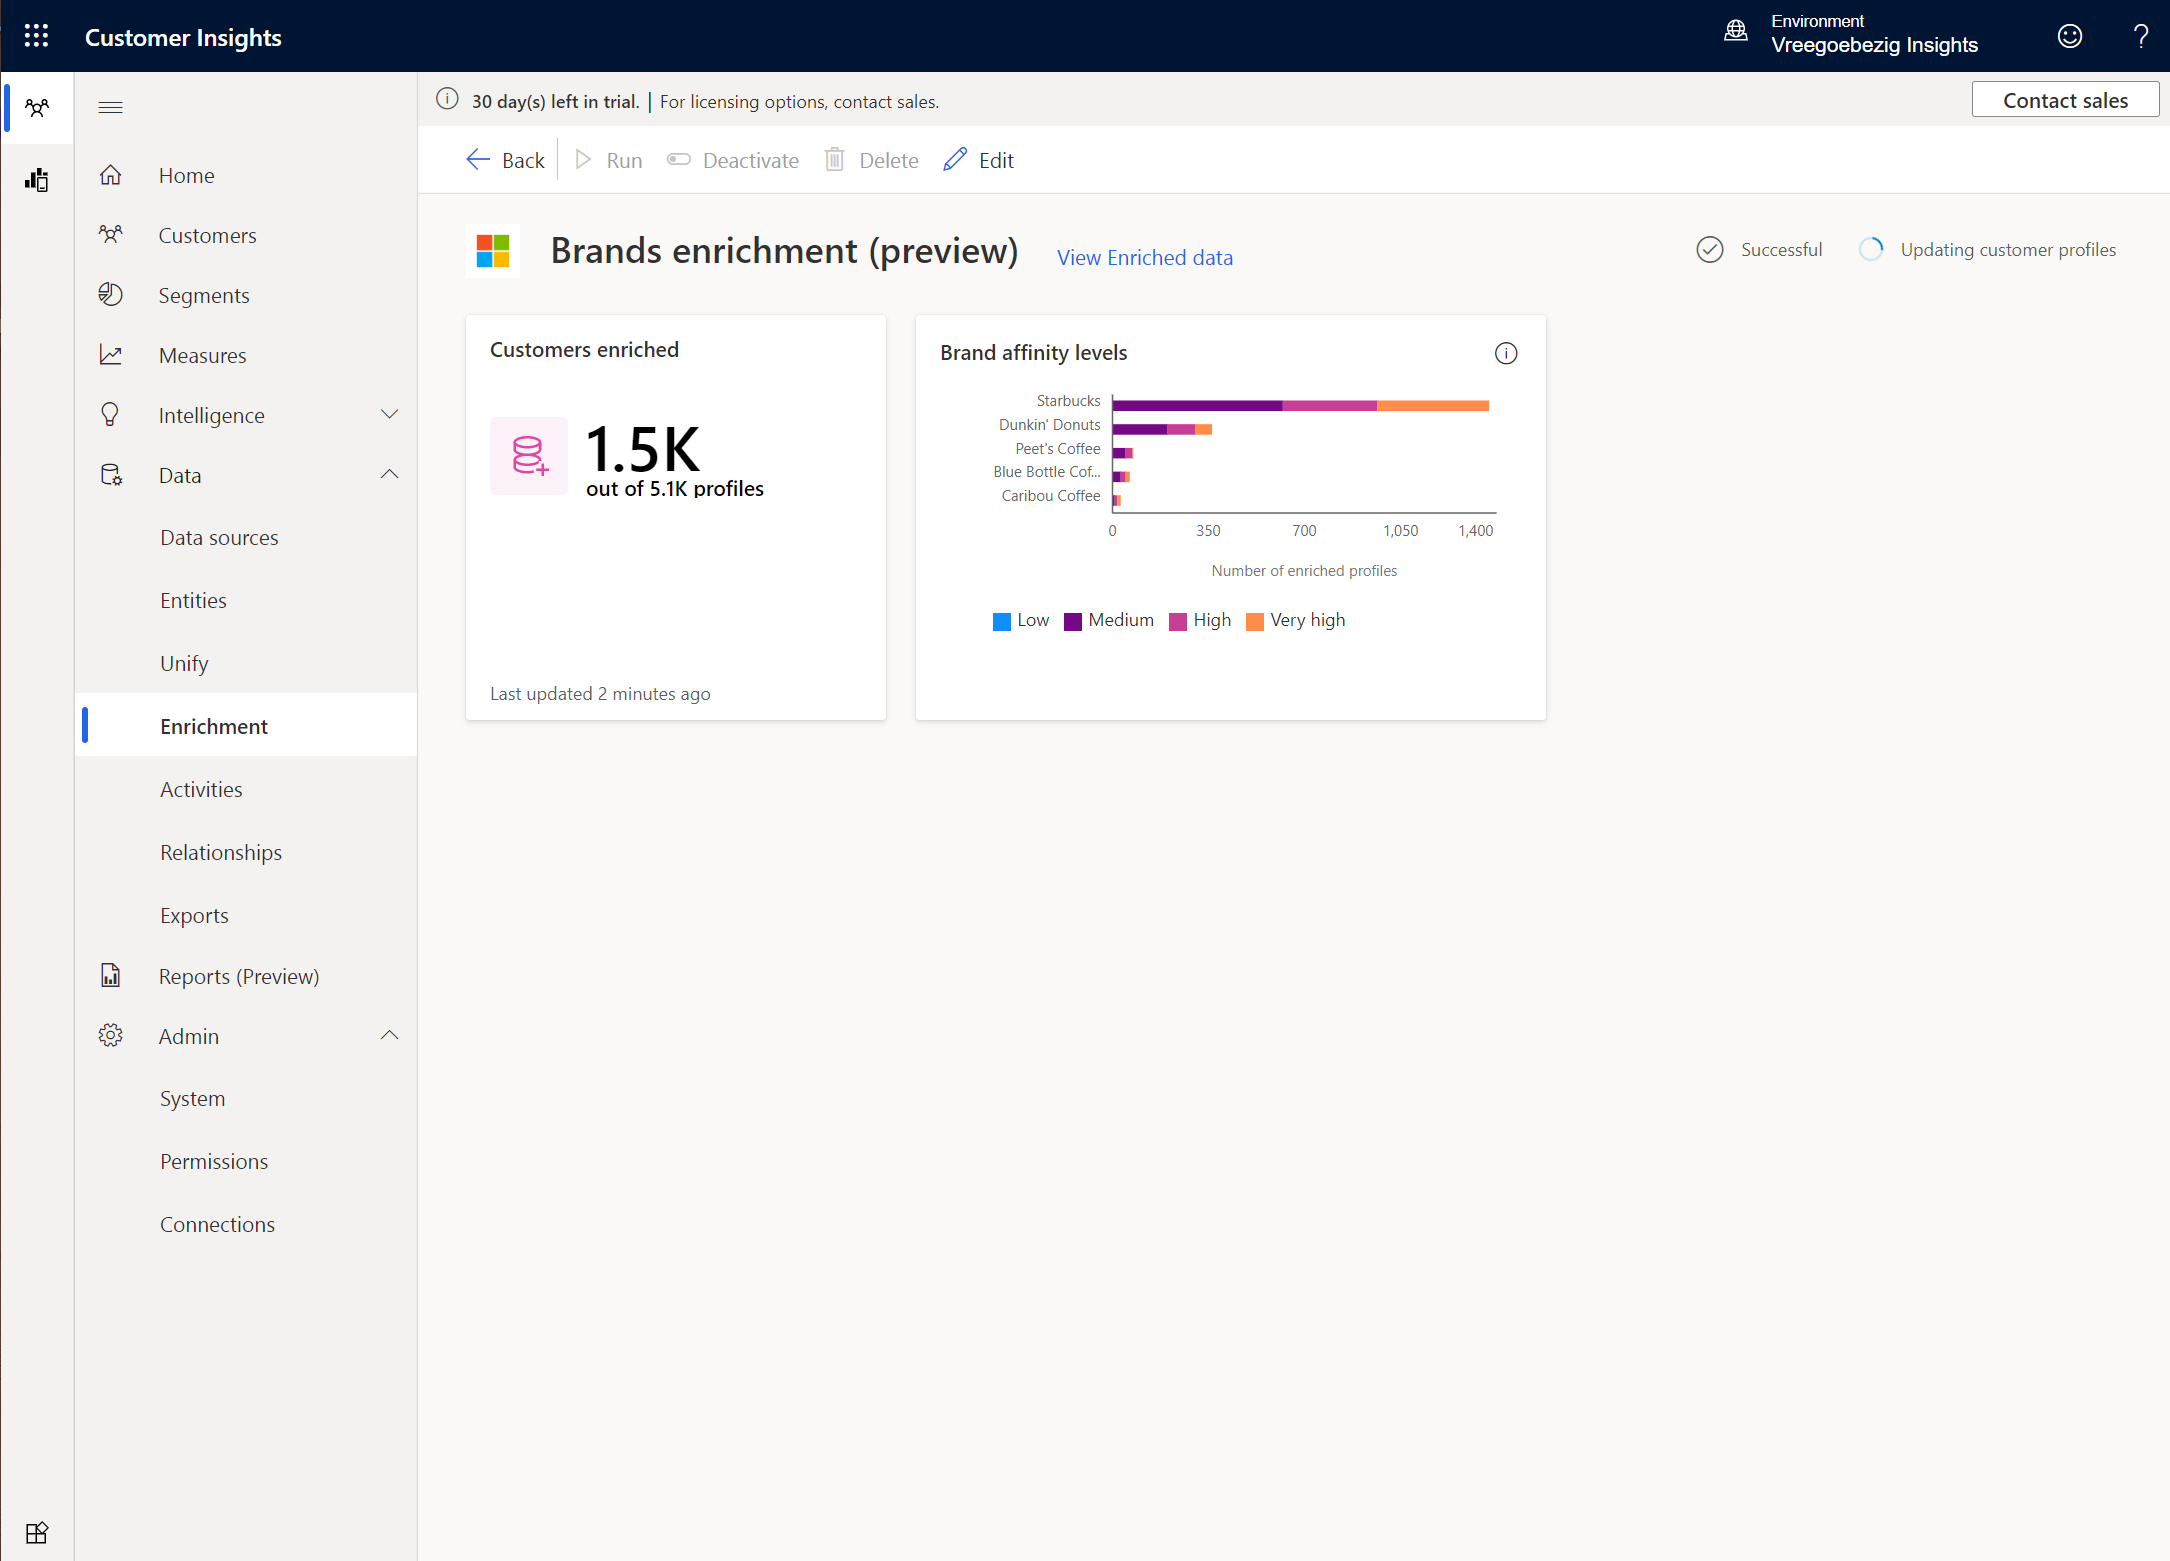 Customer Insights
Environment
Vreegoebezig Insights
?
30 day(s) left in trial. | For licensing options, contact sales.
Contact sales
Back
Run
Deactivate
Delete
Edit
Home
Customers
Segments
Measures
Intelligence
Data
Data sources
Entities
Unify
Enrichment
Activities
Relationships
Exports
Reports (Preview)
Admin
System
Permissions
Connections
Brands enrichment (preview)
View Enriched data
Successful
Updating customer profiles
Customers enriched
1.5K
out of 5.1K profiles
Last updated 2 minutes ago
Brand affinity levels
Starbucks
Dunkin' Donuts
Peet's Coffee
Blue Bottle Cof...
Caribou Coffee
0 350 700 1,050 1,400
Number of enriched profiles
Low Medium High Very high